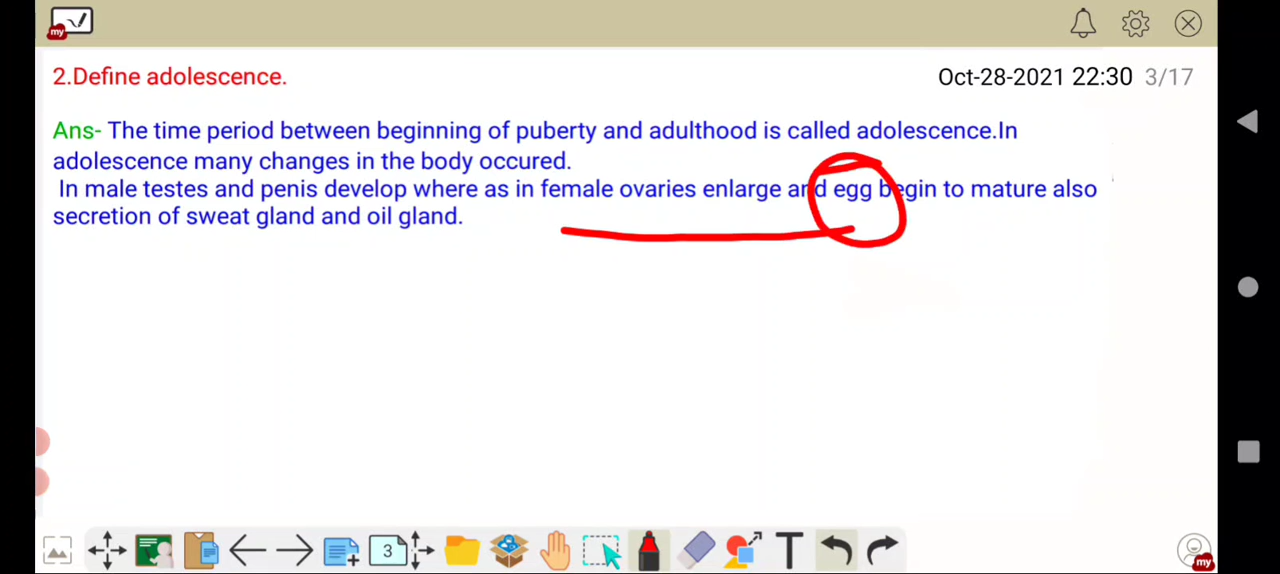 2.Define adolescence.
Oct-28-2021 22:30 3/17
Ans- The time period between beginning of puberty and adulthood is called adolescence.In
adolescence many changes in the body occured.
In male testes and penis develop where as in female ovaries enlarge and egg begin to mature also
secretion of sweat gland and oil gland.
my
3
T
my